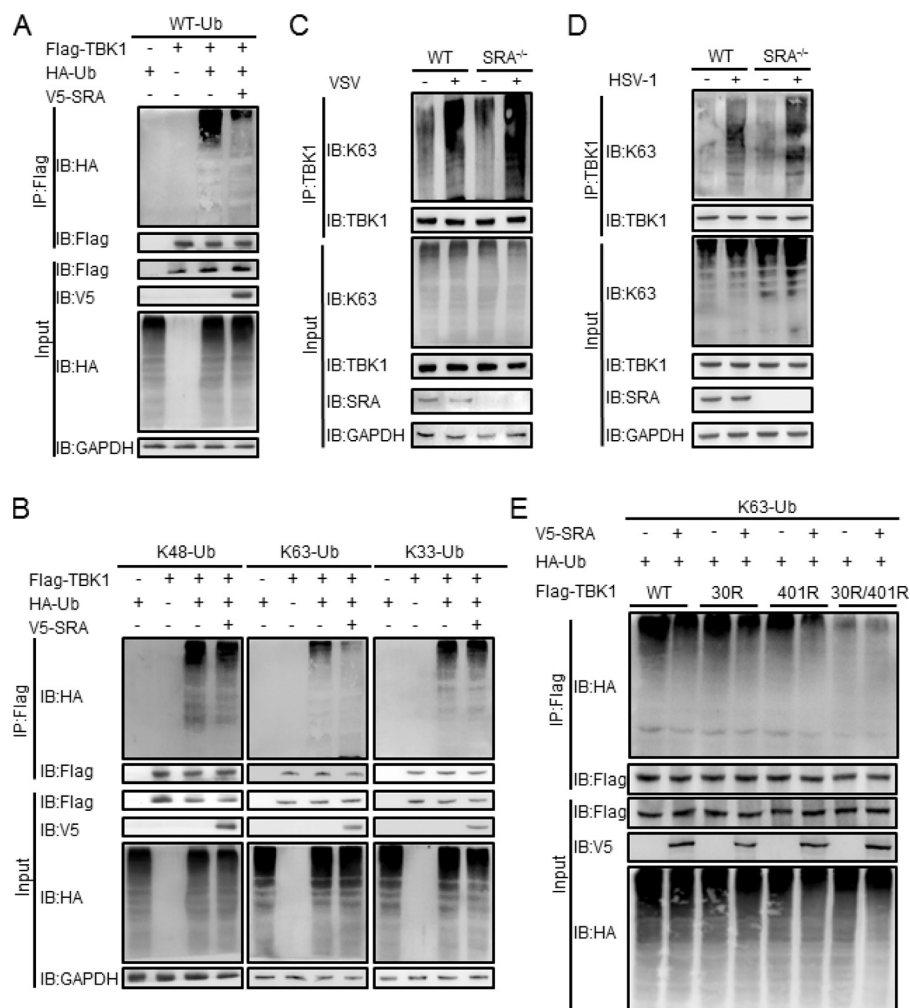 A
WT-Ub
Flag-TBK1 - + + +
HA-Ub + - + +
V5-SRA +
IP:Flag
IB:HA
IB:Flag
Input
IB:Flag
IB:V5
IB:HA
IB:GAPDH
C
WT SRA-/-
VSV - + - +
IP:TBK1
IB:K63
IB:TBK1
Input
IB:K63
IB:TBK1
IB:SRA
IB:GAPDH
D
WT SRA-/-
HSV-1 - + - +
IP:TBK1
IB:K63
IB:TBK1
Input
IB:K63
IB:TBK1
IB:SRA
IB:GAPDH
B
K48-Ub K63-Ub K33-Ub
Flag-TBK1 - + + + - + + + - + + +
HA-Ub + - + + + - + + + - + +
V5-SRA + + +
IP:Flag
IB:HA
IB:Flag
Input
IB:Flag
IB:V5
IB:HA
IB:GAPDH
E
K63-Ub
V5-SRA - + - + - + - +
HA-Ub + + + + + + + +
Flag-TBK1 WT 30R 401R 30R/401R
IP:Flag
IB:HA
IB:Flag
Input
IB:Flag
IB:V5
IB:HA